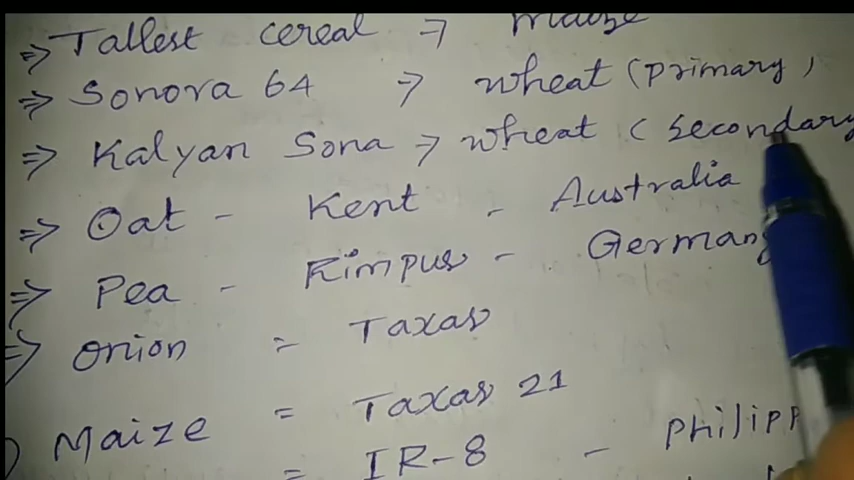 ⇒ Tallest cereal ⇒ Maize
⇒ Sonora 64 ⇒ wheat (primary)
⇒ Kalyan Sona → wheat (Secondary
⇒ Oat - Kent - Australia
⇒ Pea - Rimpus - Germany
⇒ Onion = Taxas
Maize = Taxas 21
= IR-8 - Philipp